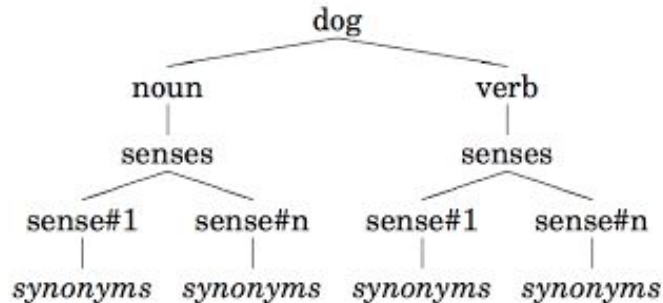 dog
noun verb
senses senses
sense#1 sense#n sense#1 sense#n
synonyms synonyms synonyms synonyms